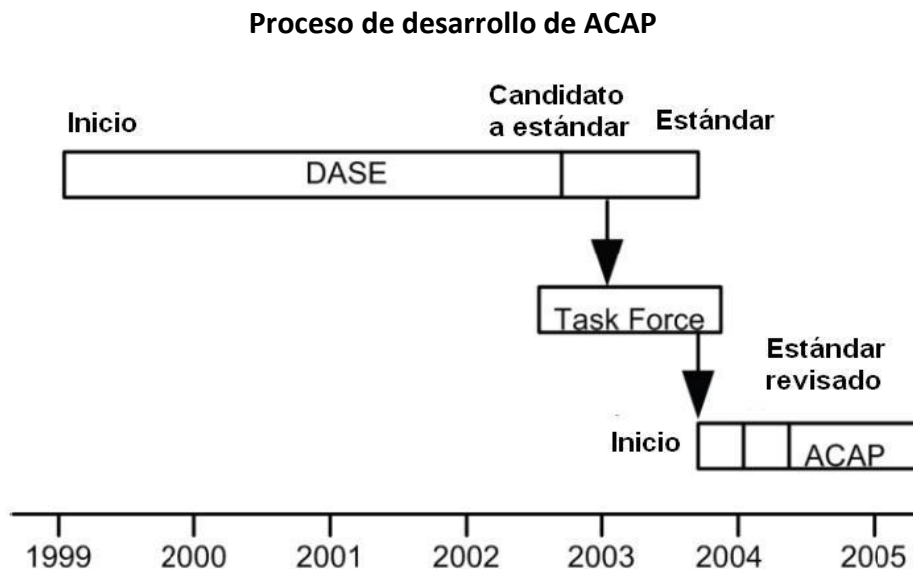 Proceso de desarrollo de ACAP
Candidato
a estándar
Inicio
Estándar
DASE
Task Force
Estándar
revisado
Inicio
ACAP
1999 2000 2001 2002 2003 2004 2005